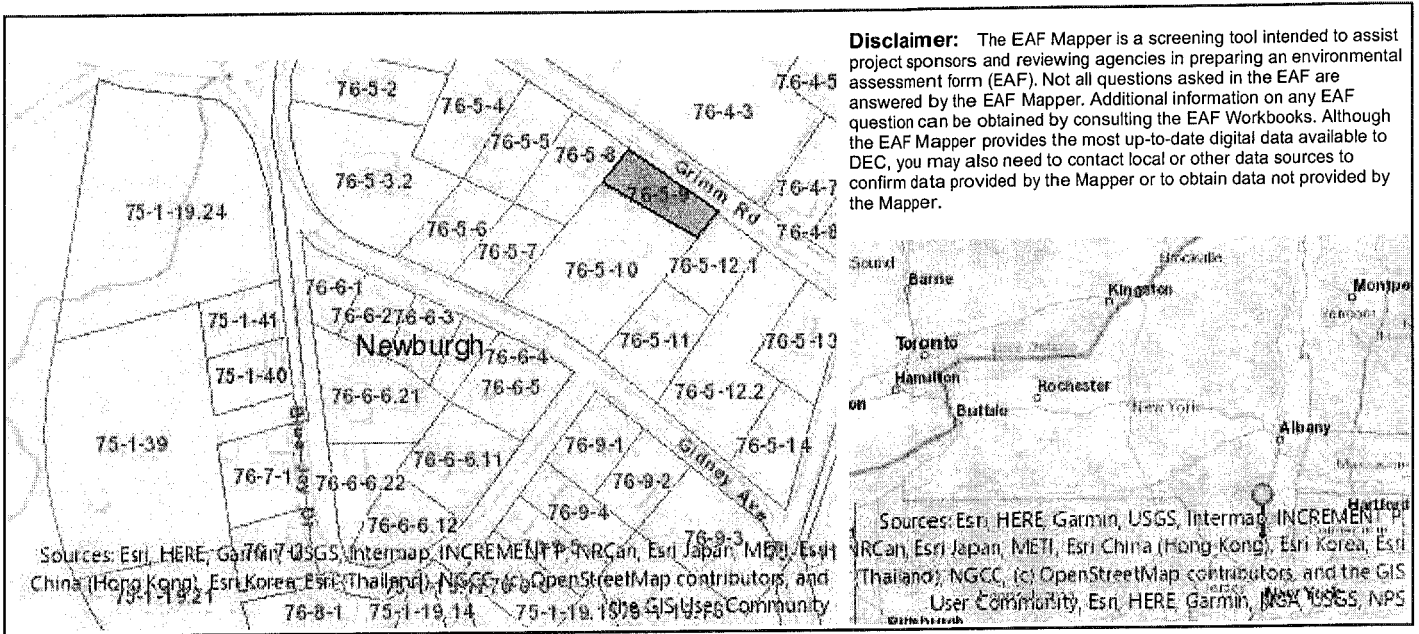 Disclaimer: The EAF Mapper is a screening tool intended to assist
project sponsors and reviewing agencies in preparing an environmental
assessment form (EAF). Not all questions asked in the EAF are
answered by the EAF Mapper. Additional information on any EAF
question can be obtained by consulting the EAF Workbooks. Although
the EAF Mapper provides the most up-to-date digital data available to
DEC, you may also need to contact local or other data sources to
confirm data provided by the Mapper or to obtain data not provided by
the Mapper.
76-5-2
76-5-4
76-4-3
76-4-5
76-5-5
76-5-8
Grimm Rd
76-5-3.2
76-5-9
76-4-7
75-1-19.24
76-5-6
76-4-8
76-5-7
76-5-10
76-5-12.1
76-6-1
76-6-2
76-6-3
75-1-41
Newburgh
76-6-4
76-5-11
76-5-13
75-1-40
76-6-5
76-6-6.21
76-5-12.2
75-1-39
76-9-1
Gidney Ave
76-5-14
76-6-6.11
76-7-1
76-6-6.22
76-9-2
76-9-4
76-6-6.12
76-9-3
Sources: Esri, HERE, Garmin, USGS, Intermap, INCREMENT P, NRCan, Esri Japan, METI, Esri
China (Hong Kong), Esri Korea, Esri (Thailand), NGCC, (c) OpenStreetMap contributors, and
the GIS User Community
75-1-19.21
76-8-1
75-1-19.14
Sound
Barrie
Brockville
Kingston
Montpe
Toronto
Hamilton
on
Rochester
Buffalo
New York
Albany
Hartford
Sources: Esri, HERE, Garmin, USGS, Intermap, INCREMENT P,
NRCan, Esri Japan, METI, Esri China (Hong Kong), Esri Korea, Esri
(Thailand), NGCC, (c) OpenStreetMap contributors, and the GIS
User Community, Esri, HERE, Garmin, NGA, USGS, NPS